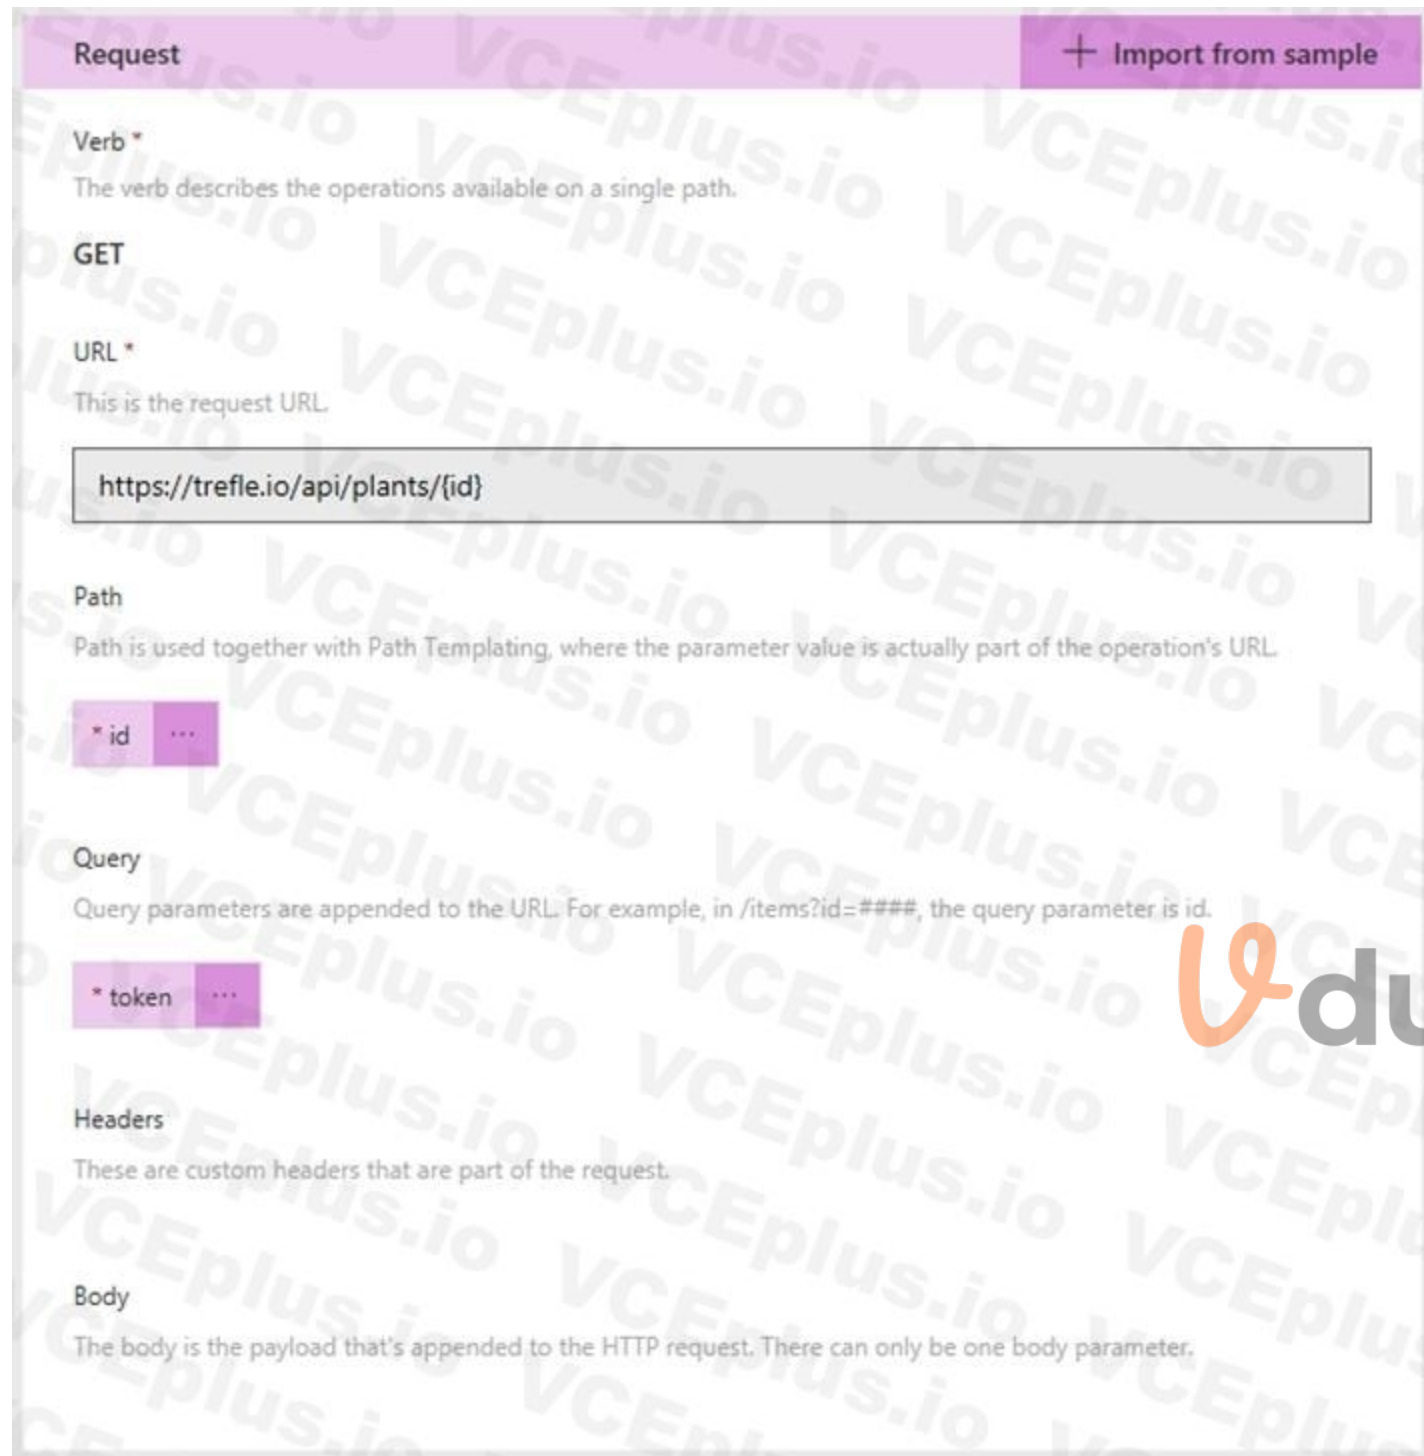 Request
+ Import from sample
Verb *
The verb describes the operations available on a single path.
GET
URL *
This is the request URL.
https://trefle.io/api/plants/{id}
Path
Path is used together with Path Templating, where the parameter value is actually part of the operation's URL.
* id ...
Query
Query parameters are appended to the URL. For example, in /items?id=####, the query parameter is id.
* token ...
Headers
These are custom headers that are part of the request.
Body
The body is the payload that's appended to the HTTP request. There can only be one body parameter.
VCEplus.io